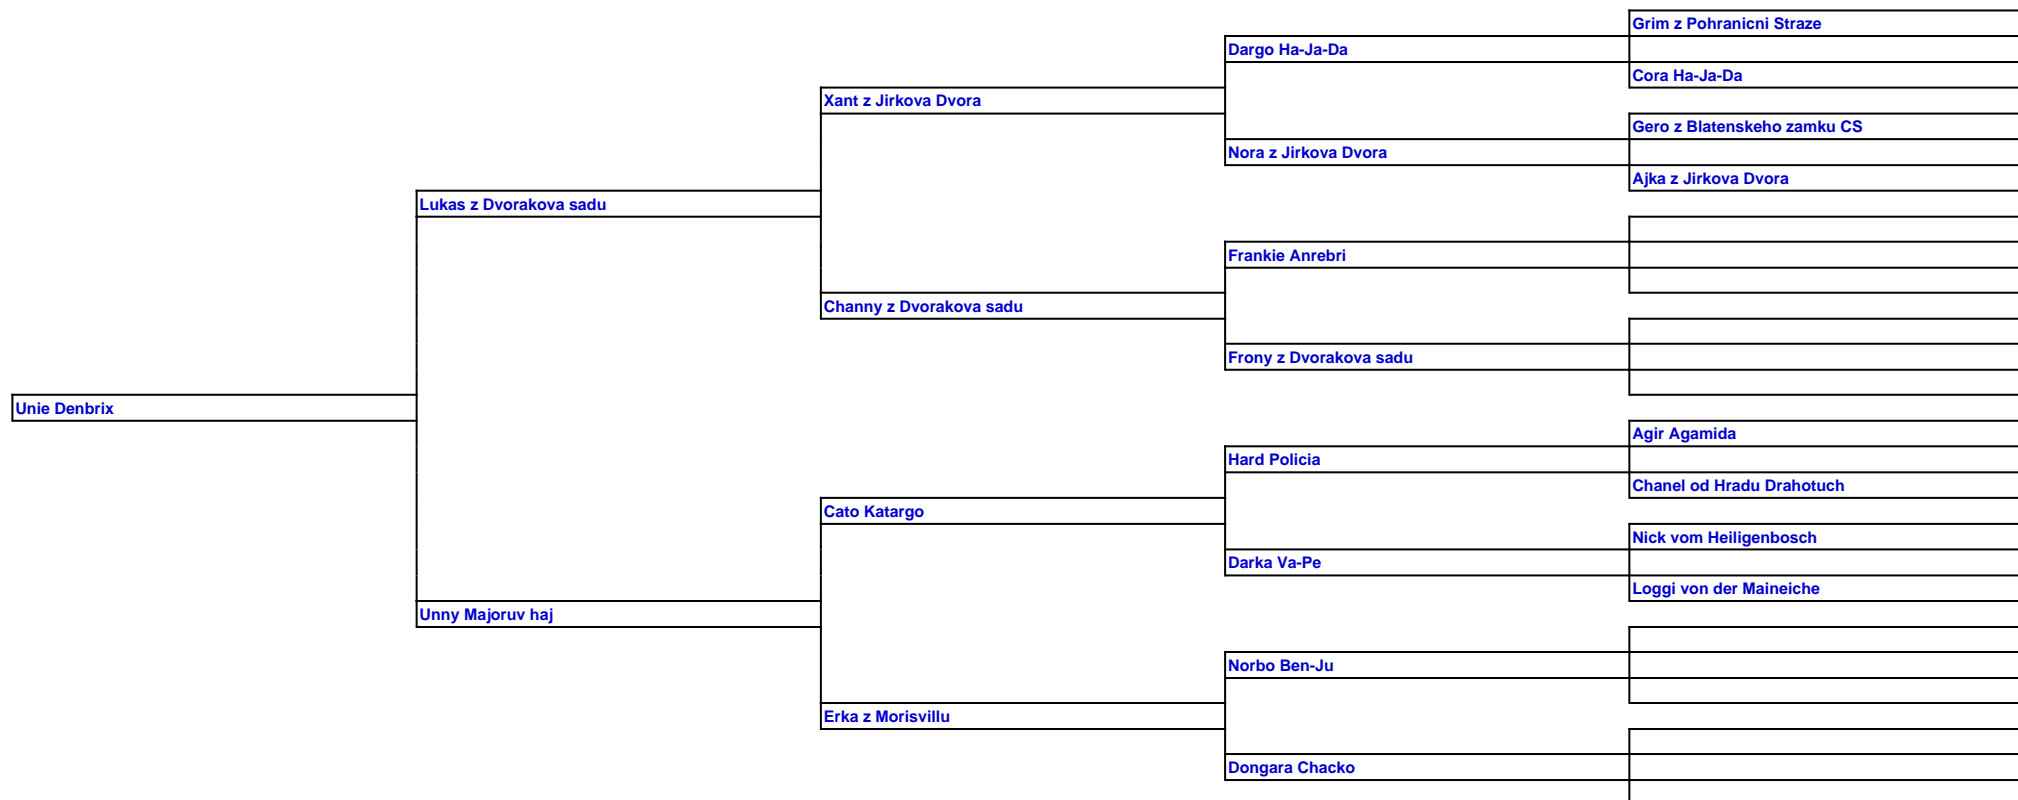 Grim z Pohranicni Straze
Dargo Ha-Ja-Da
Cora Ha-Ja-Da
Xant z Jirkova Dvora
Gero z Blatenskeho zamku CS
Nora z Jirkova Dvora
Ajka z Jirkova Dvora
Lukas z Dvorakova sadu
Frankie Anrebri
Channy z Dvorakova sadu
Frony z Dvorakova sadu
Unie Denbrix
Agir Agamida
Hard Policia
Chanel od Hradu Drahotuch
Cato Katargo
Nick vom Heiligenbosch
Darka Va-Pe
Loggi von der Maineiche
Unny Majoruv haj
Norbo Ben-Ju
Erka z Morisvillu
Dongara Chacko